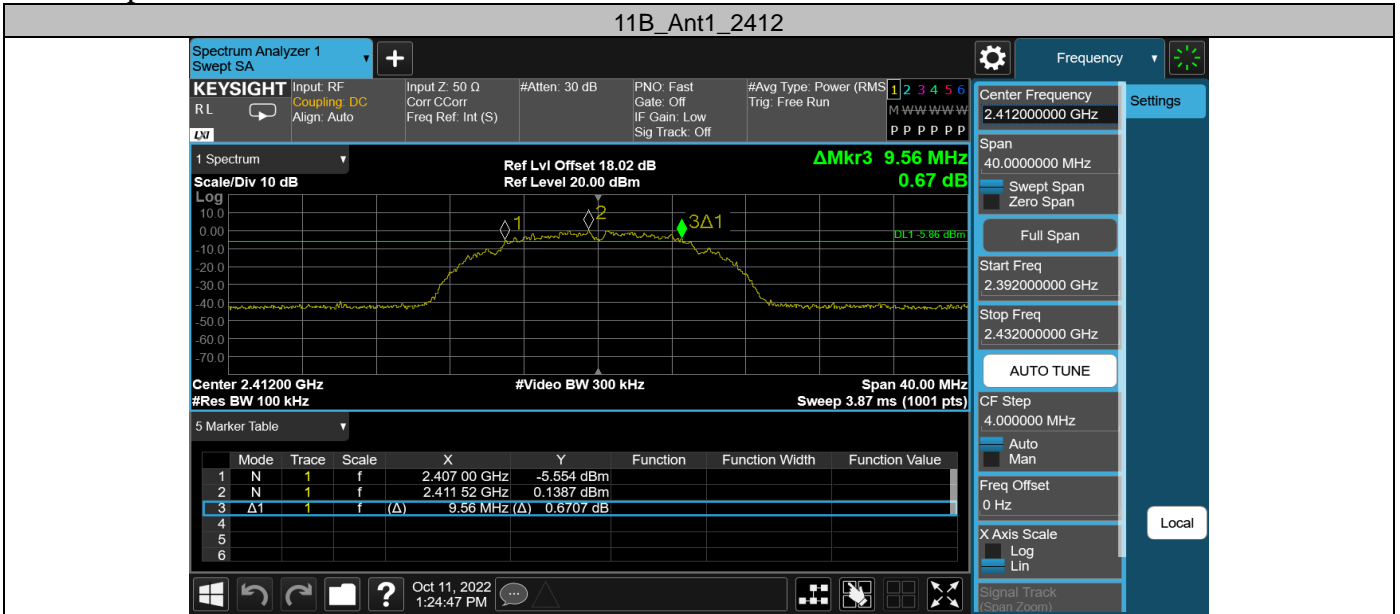 11B_Ant1_2412
Spectrum Analyzer 1
Swept SA
+
Frequency
KEYSIGHT
RL
LXI
Input: RF
Coupling: DC
Align: Auto
Input Z: 50 Ω
Corr CCorr
Freq Ref: Int (S)
#Atten: 30 dB
PNO: Fast
Gate: Off
IF Gain: Low
Sig Track: Off
#Avg Type: Power (RMS
Trig: Free Run
1 2 3 4 5 6
M W W W W W
P P P P P P
1 Spectrum
Scale/Div 10 dB
Ref Lvl Offset 18.02 dB
Ref Level 20.00 dBm
ΔMkr3 9.56 MHz
0.67 dB
Log
10.0
0.00
-10.0
-20.0
-30.0
-40.0
-50.0
-60.0
-70.0
1
2
3Δ1
DL1 -5.86 dBm
Center 2.41200 GHz
#Res BW 100 kHz
#Video BW 300 kHz
Span 40.00 MHz
Sweep 3.87 ms (1001 pts)
5 Marker Table
Mode Trace Scale X Y Function Function Width Function Value
1 N 1 f 2.407 00 GHz -5.554 dBm
2 N 1 f 2.411 52 GHz 0.1387 dBm
3 Δ1 1 f (Δ) 9.56 MHz (Δ) 0.6707 dB
4
5
6
Center Frequency
2.412000000 GHz
Settings
Span
40.0000000 MHz
Swept Span
Zero Span
Full Span
Start Freq
2.392000000 GHz
Stop Freq
2.432000000 GHz
AUTO TUNE
CF Step
4.000000 MHz
Auto
Man
Freq Offset
0 Hz
Local
X Axis Scale
Log
Lin
Signal Track
(Span Zoom)
?
Oct 11, 2022
1:24:47 PM